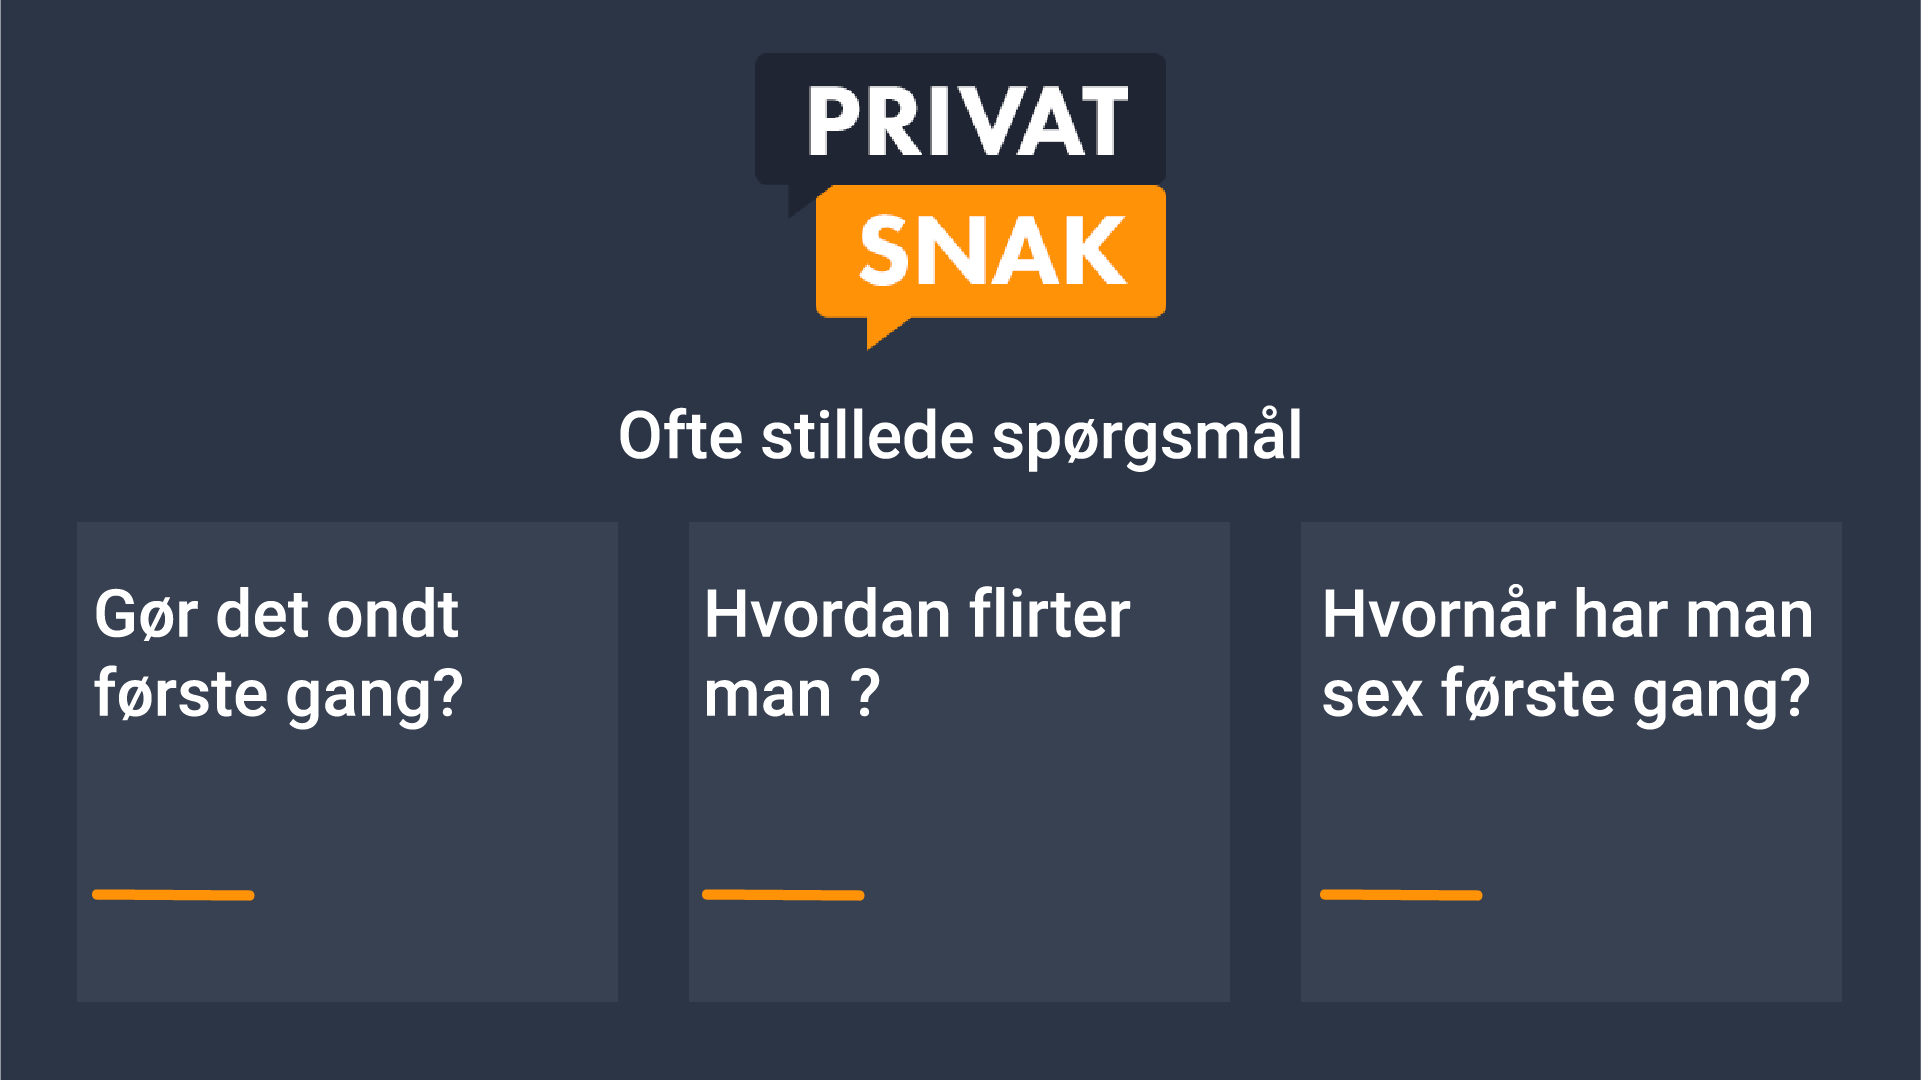 PRIVAT
SNAK
Ofte stillede spørgsmål
Gør det ondt
første gang?
Hvordan flirter
man ?
Hvornår har man
sex første gang?